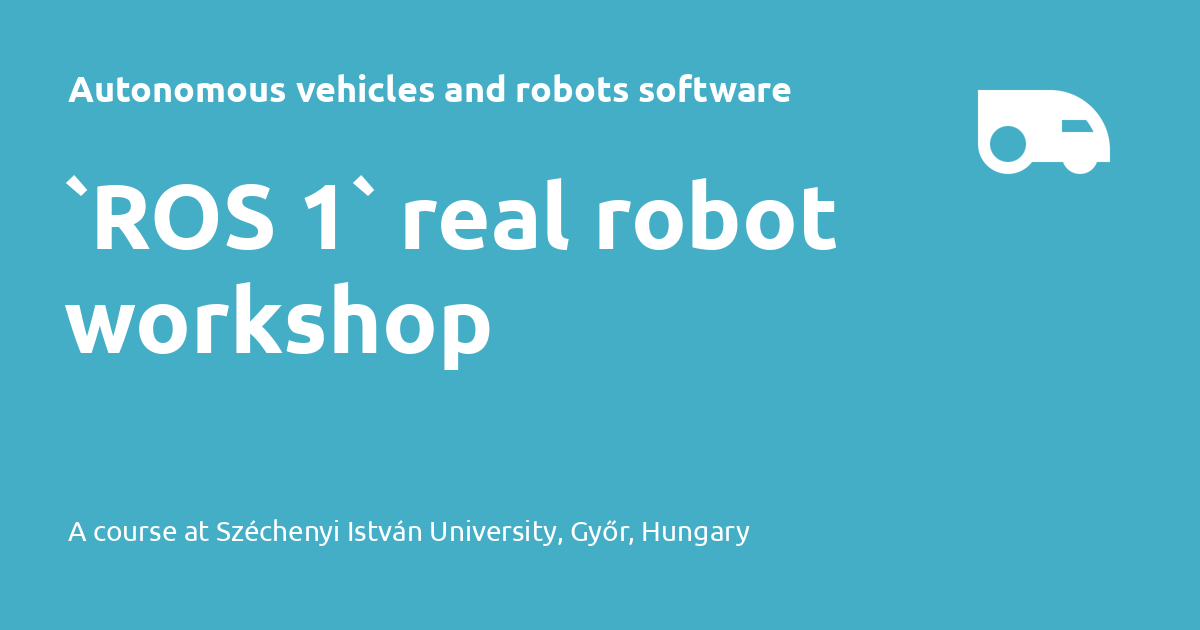 Autonomous vehicles and robots software
`ROS 1` real robot
workshop
A course at Széchenyi István University, Győr, Hungary